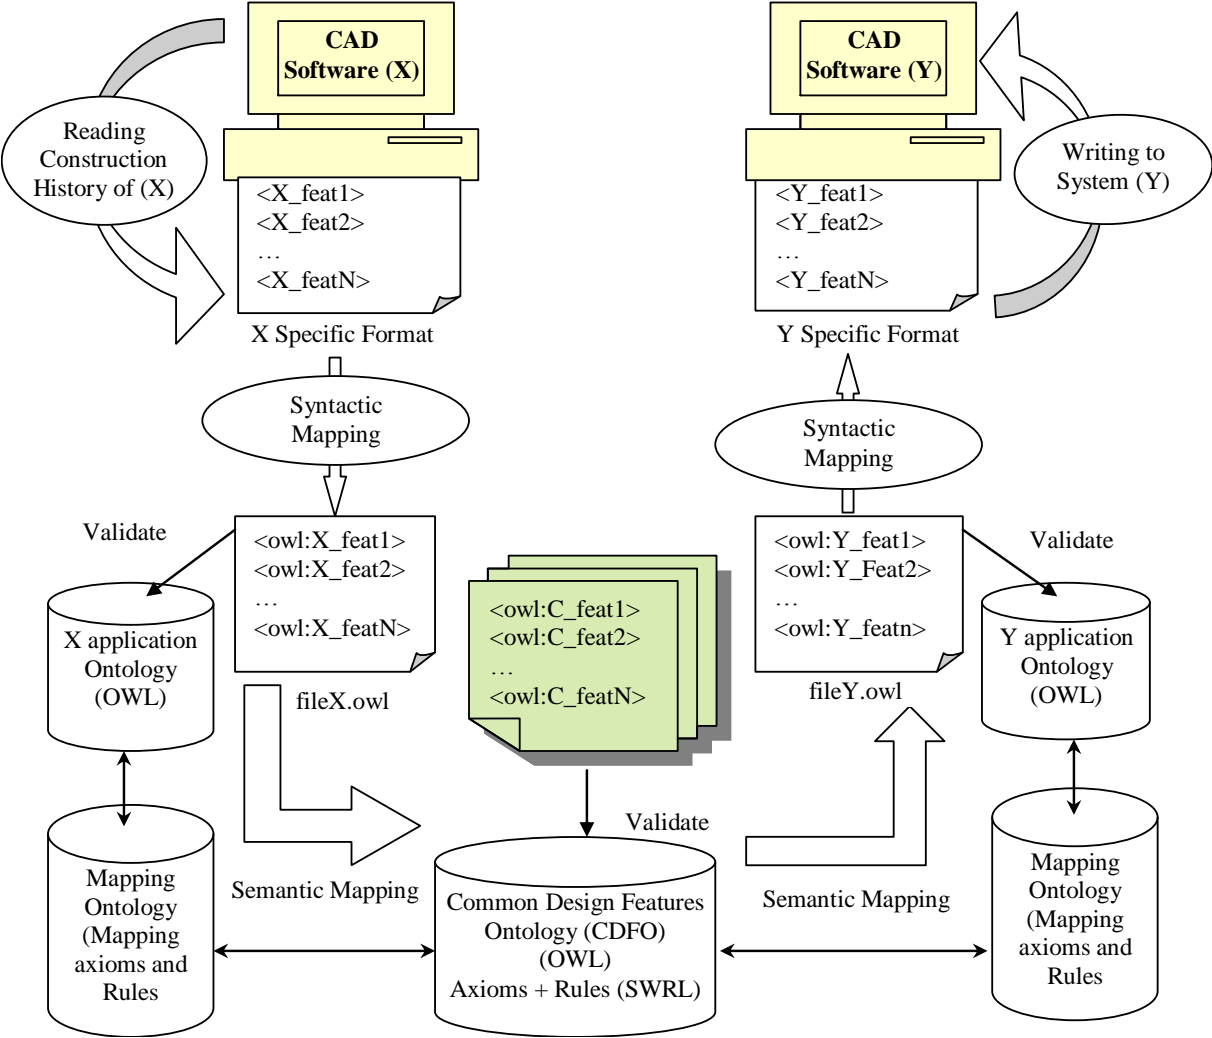 CAD
Software (X)
CAD
Software (Y)
Reading
Construction
History of (X)
Writing to
System (Y)
<X_feat1>
<X_feat2>
…
<X_featN>
X Specific Format
<Y_feat1>
<Y_feat2>
…
<Y_featN>
Y Specific Format
Syntactic
Mapping
Syntactic
Mapping
Validate
<owl:X_feat1>
<owl:X_feat2>
…
<owl:X_featN>
fileX.owl
<owl:C_feat1>
<owl:C_feat2>
…
<owl:C_featN>
<owl:Y_feat1>
<owl:Y_Feat2>
…
<owl:Y_featn>
fileY.owl
Validate
X application
Ontology
(OWL)
Y application
Ontology
(OWL)
Validate
Semantic Mapping
Semantic Mapping
Mapping
Ontology
(Mapping
axioms and
Rules
Common Design Features
Ontology (CDFO)
(OWL)
Axioms + Rules (SWRL)
Mapping
Ontology
(Mapping
axioms and
Rules